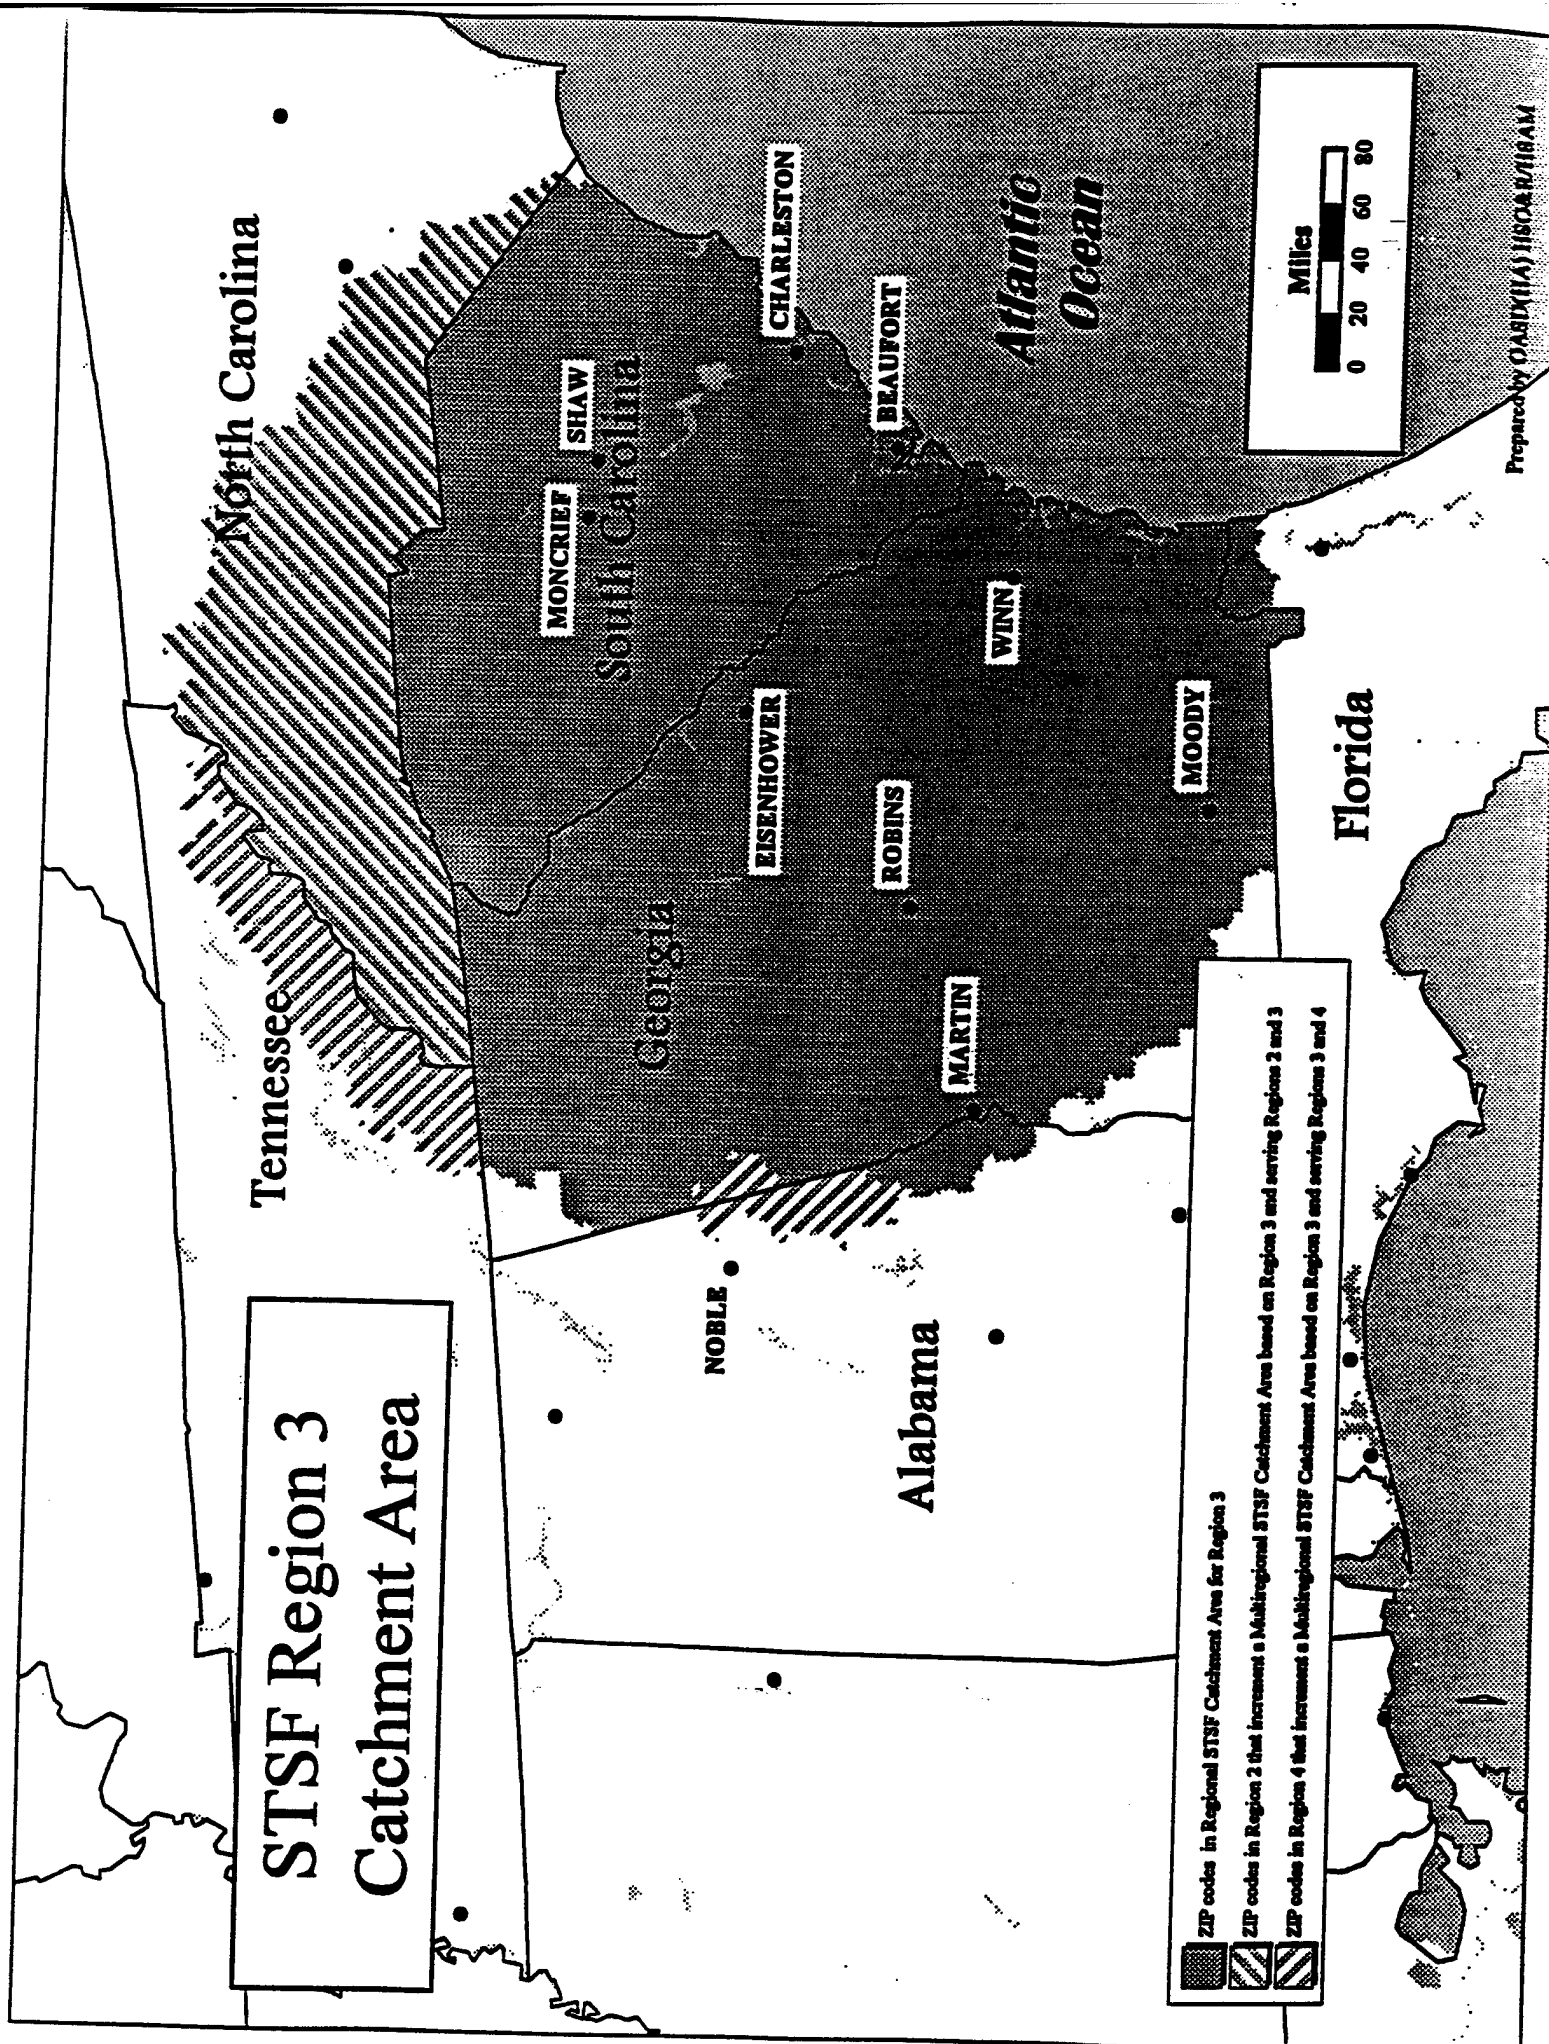 STSF Region 3
Catchment Area
Tennessee
North Carolina
MONCRIEF
SHAW
South Carolina
CHARLESTON
Georgia
EISENHOWER
BEAUFORT
NOBLE
ROBINS
Atlantic
Ocean
Alabama
MARTIN
WINN
MOODY
Florida
Miles
0 20 40 60 80
ZIP codes in Regional STSF Catchment Area for Region 3
ZIP codes in Region 2 that increment a Multiregional STSF Catchment Area based on Region 3 and serving Regions 2 and 3
ZIP codes in Region 4 that increment a Multiregional STSF Catchment Area based on Region 3 and serving Regions 3 and 4
Prepared by